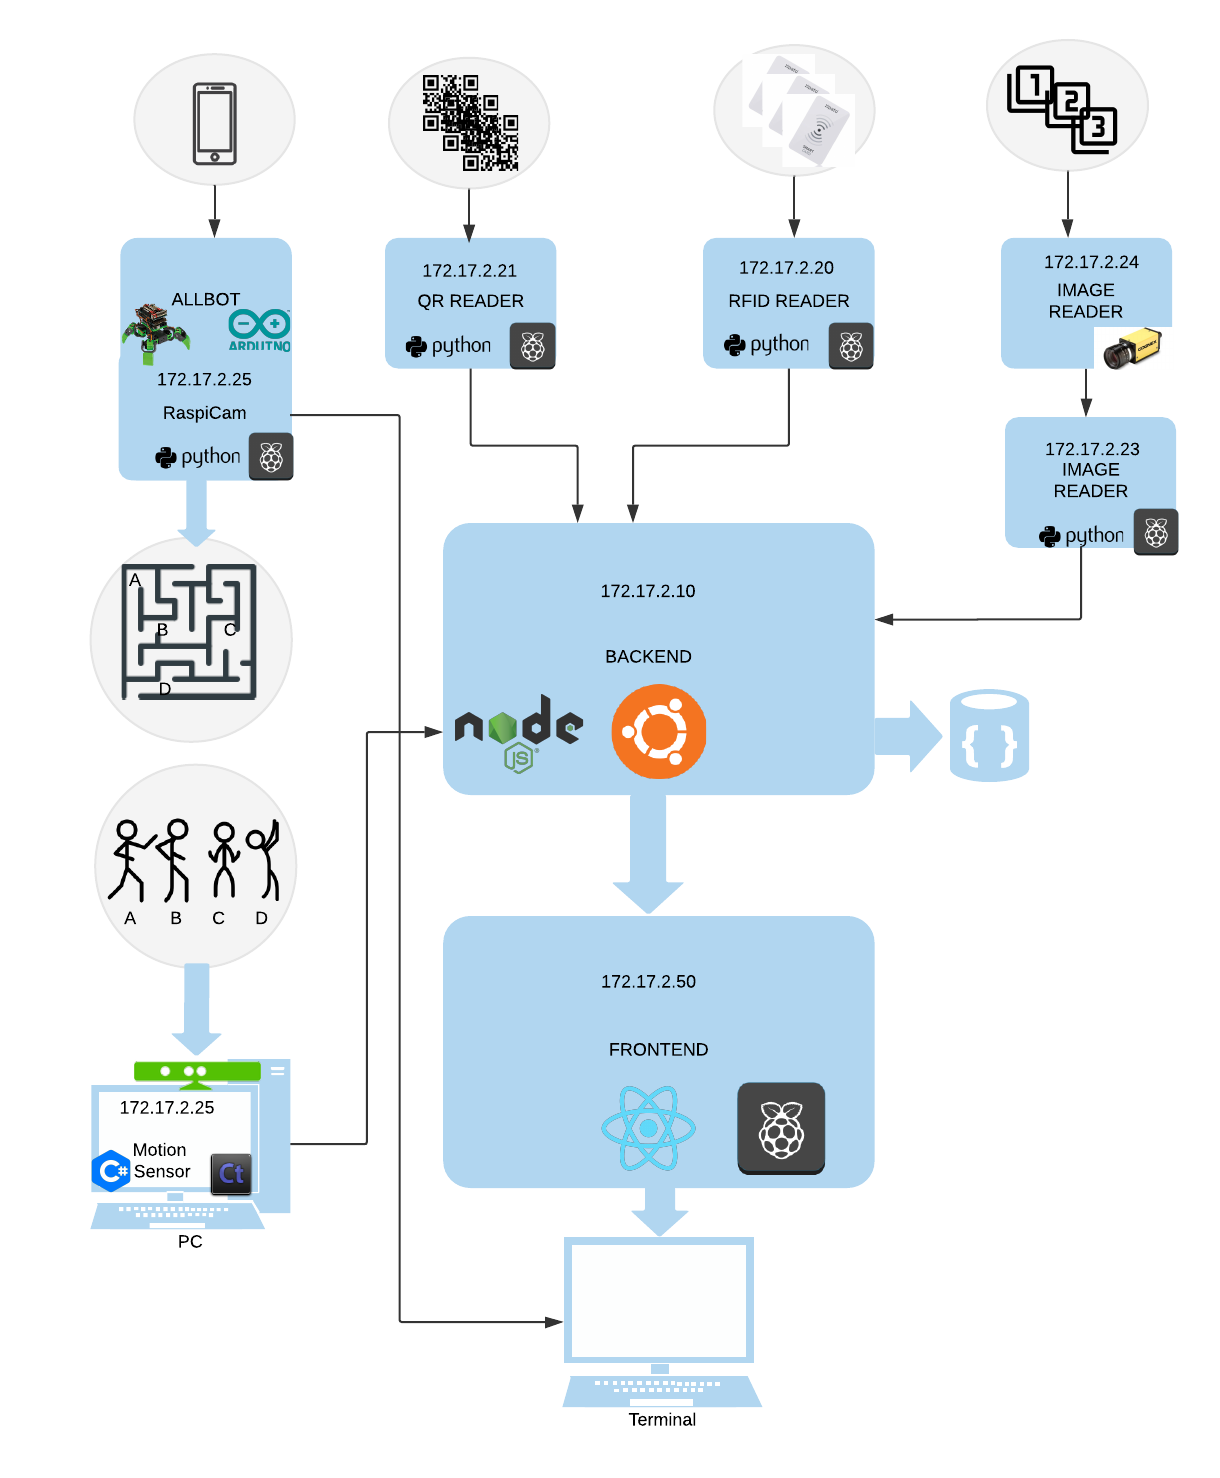 1
2
3
172.17.2.21
QR READER
python
172.17.2.20
RFID READER
python
172.17.2.24
IMAGE
READER
COGNEX
ALLBOT
ARDUINO
172.17.2.25
RaspiCam
python
172.17.2.23
IMAGE
READER
python
A
B
C
D
172.17.2.10
BACKEND
node
JS
{ }
A
B
C
D
172.17.2.25
Motion
Sensor
C#
Ct
PC
172.17.2.50
FRONTEND
Terminal